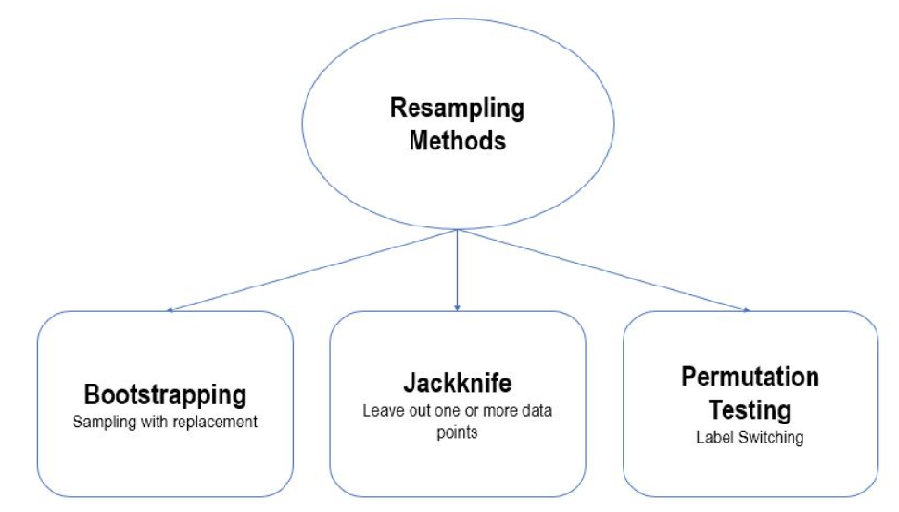 Resampling
Methods
Bootstrapping
Sampling with replacement
Jackknife
Leave out one or more data
points
Permutation
Testing
Label Switching